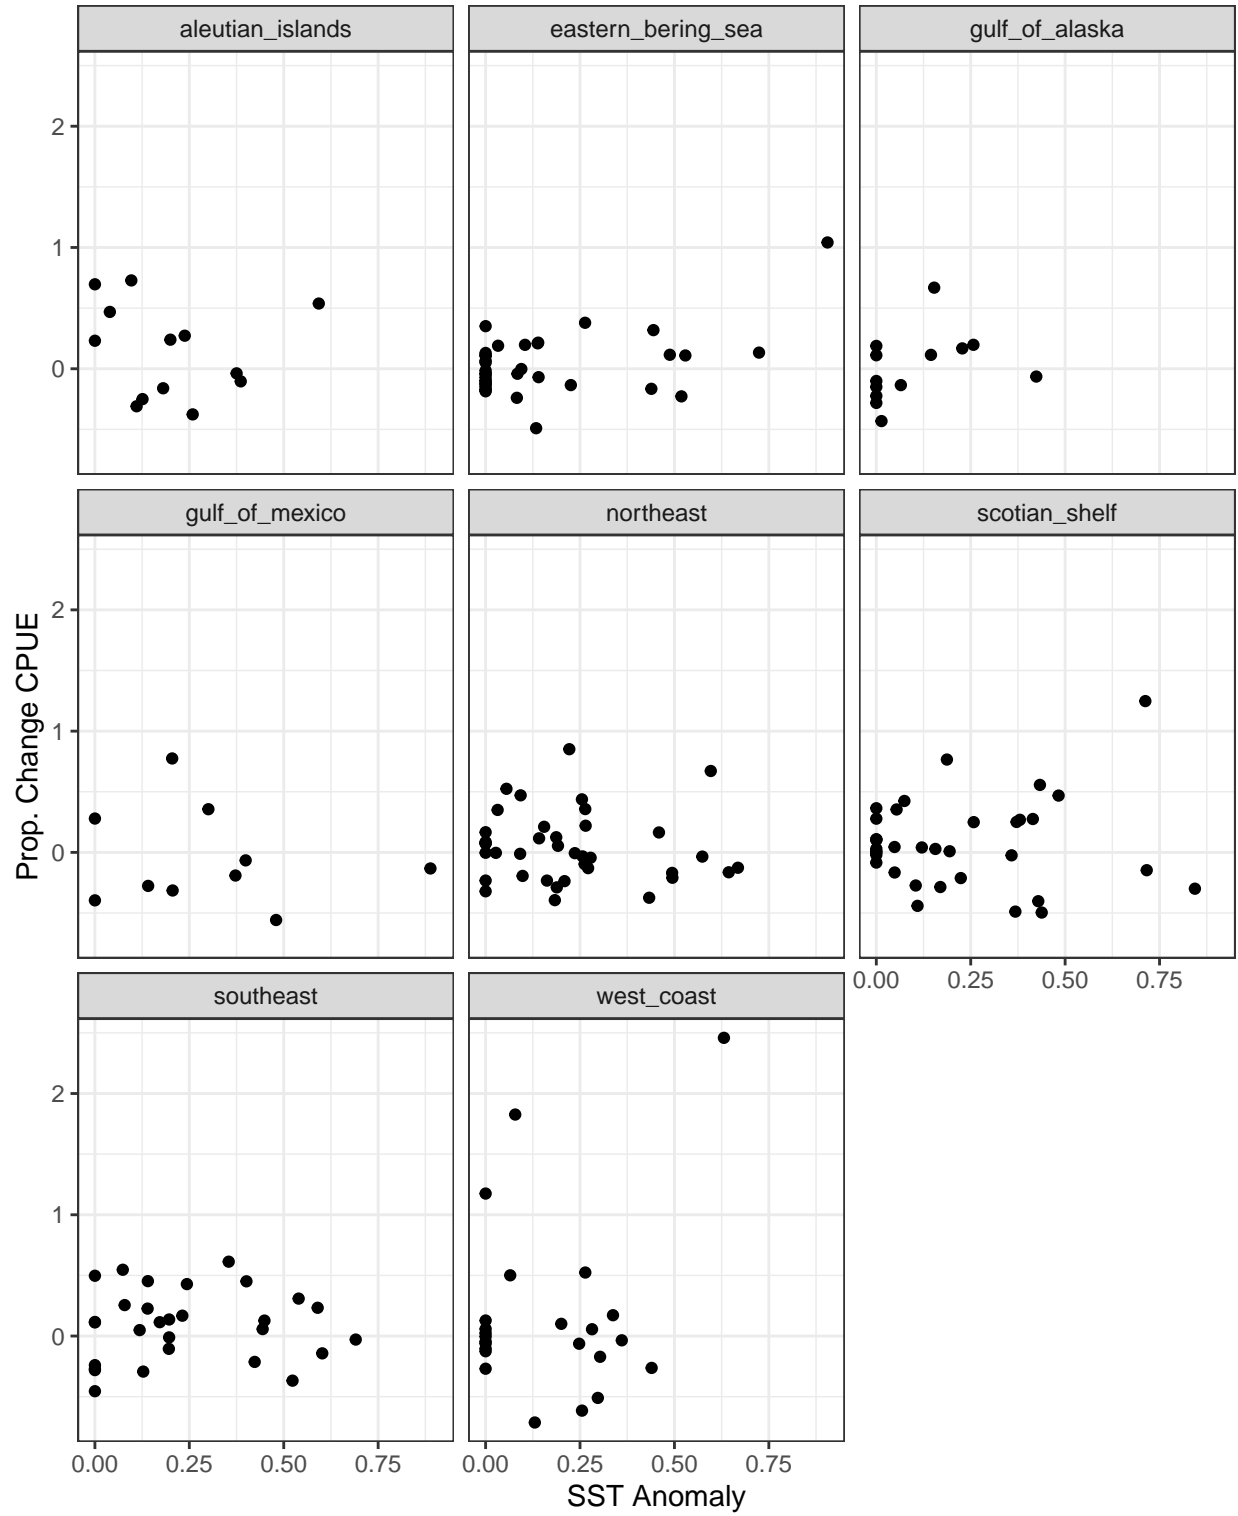 aleutian_islands eastern_bering_sea gulf_of_alaska
2
1
0
gulf_of_mexico northeast scotian_shelf
2
1
0
Prop. Change CPUE
0.00 0.25 0.50 0.75
southeast west_coast
2
1
0
0.00 0.25 0.50 0.75 0.00 0.25 0.50 0.75
SST Anomaly